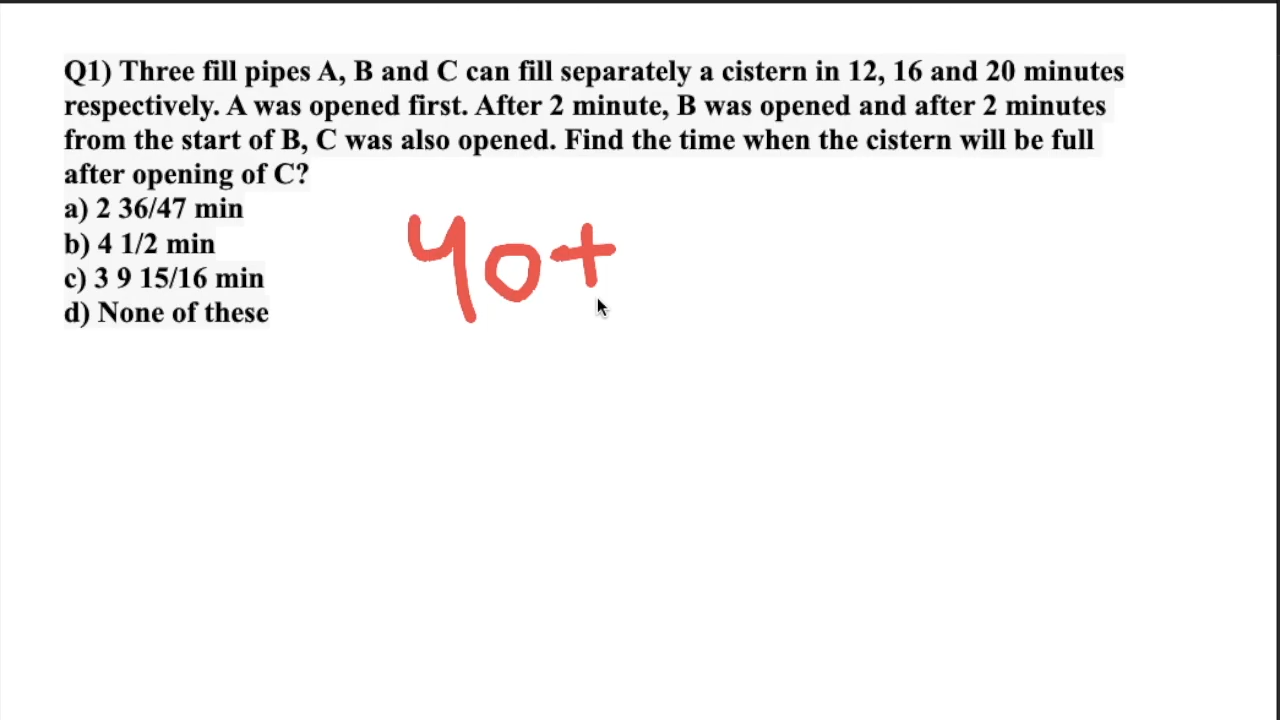 Q1) Three fill pipes A, B and C can fill separately a cistern in 12, 16 and 20 minutes
respectively. A was opened first. After 2 minute, B was opened and after 2 minutes
from the start of B, C was also opened. Find the time when the cistern will be full
after opening of C?
a) 2 36/47 min
b) 4 1/2 min
c) 3 9 15/16 min
d) None of these
40+